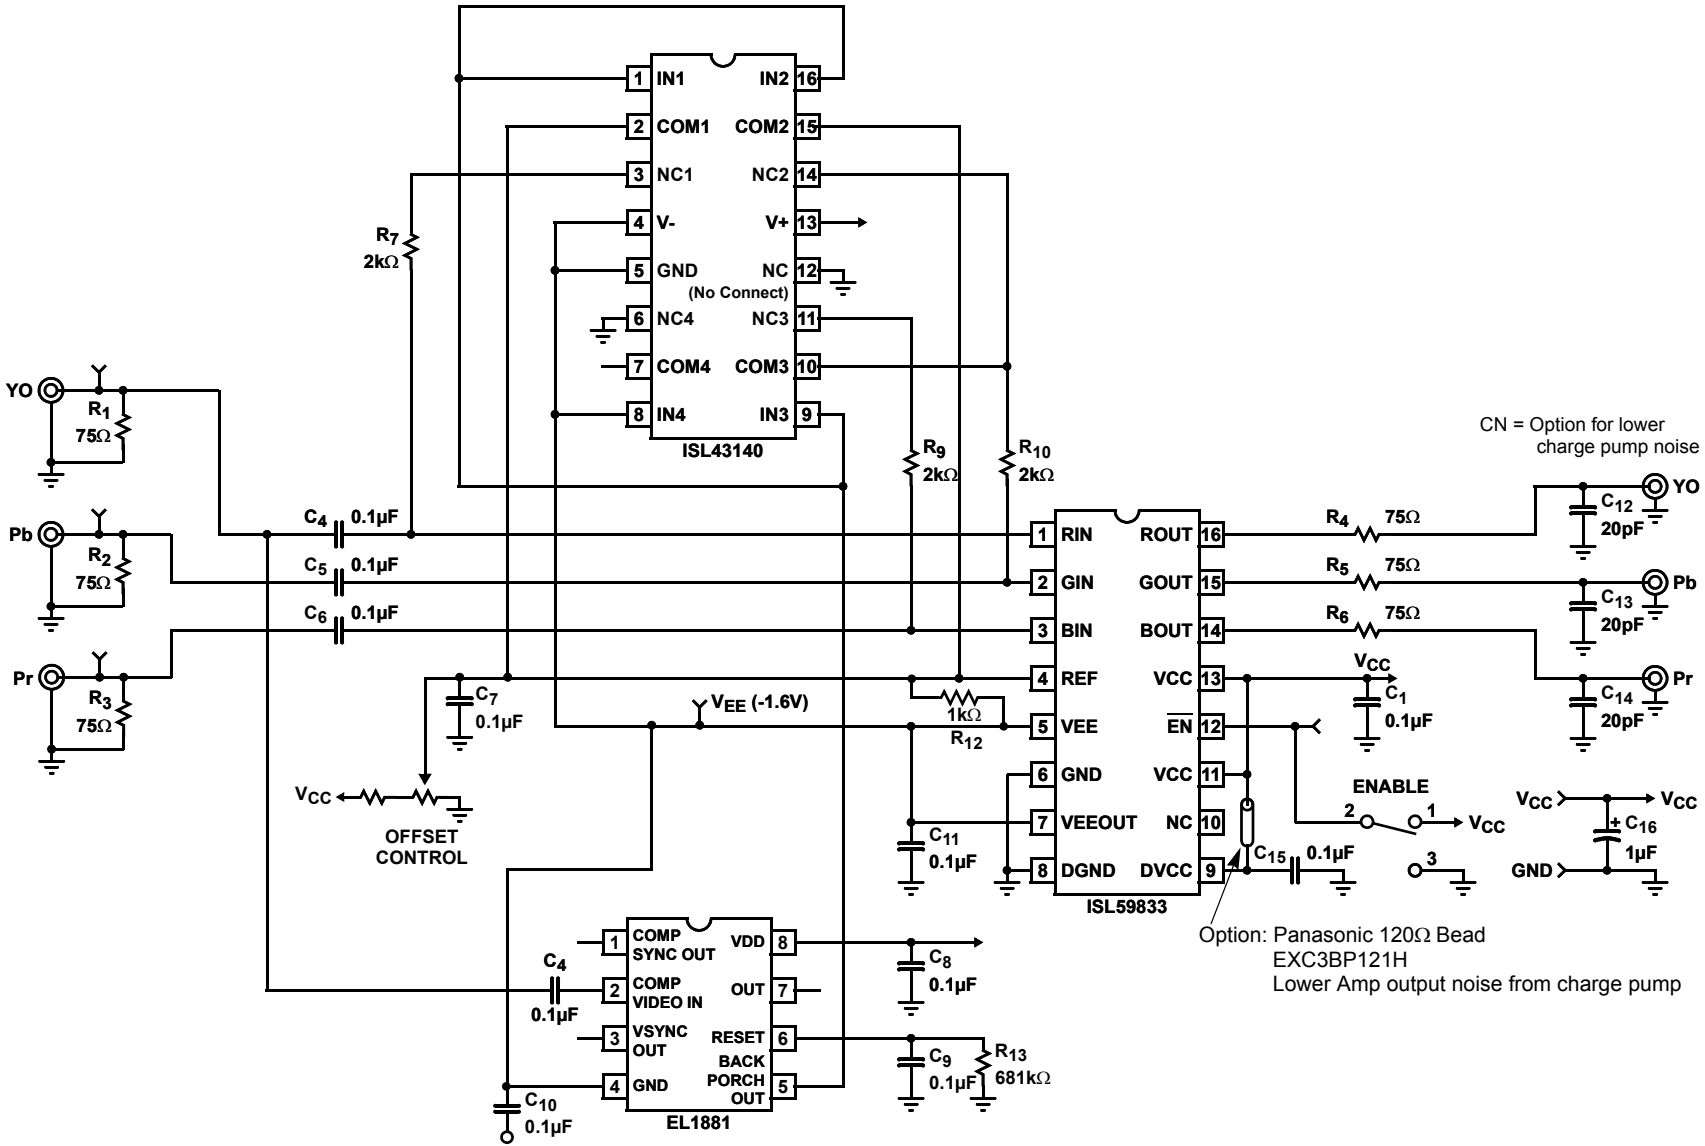 1 IN1 IN2 16
2 COM1 COM2 15
3 NC1 NC2 14
4 V- V+ 13
5 GND NC 12
(No Connect)
6 NC4 NC3 11
7 COM4 COM3 10
8 IN4 IN3 9
ISL43140
R7
2kΩ
YO
R1
75Ω
Pb
R2
75Ω
Pr
R3
75Ω
C4 0.1µF
C5 0.1µF
C6 0.1µF
R9
2kΩ
R10
2kΩ
C7
0.1µF
VEE (-1.6V)
1kΩ
R12
VCC
OFFSET
CONTROL
C11
0.1µF
1 RIN ROUT 16
2 GIN GOUT 15
3 BIN BOUT 14
4 REF VCC 13
5 VEE EN 12
6 GND VCC 11
7 VEEOUT NC 10
8 DGND DVCC 9
ISL59833
CN = Option for lower
charge pump noise
R4 75Ω
R5 75Ω
R6 75Ω
YO
C12
20pF
Pb
C13
20pF
Pr
C14
20pF
VCC
C1
0.1µF
ENABLE
2 1 VCC
3
C15 0.1µF
VCC VCC
+ C16
1µF
GND
Option: Panasonic 120Ω Bead
EXC3BP121H
Lower Amp output noise from charge pump
1 COMP
SYNC OUT
VDD 8
2 COMP
VIDEO IN
OUT 7
3 VSYNC
OUT
RESET 6
4 GND
BACK
PORCH
OUT
5
EL1881
C4
0.1µF
C10
0.1µF
C8
0.1µF
C9
0.1µF
R13
681kΩ